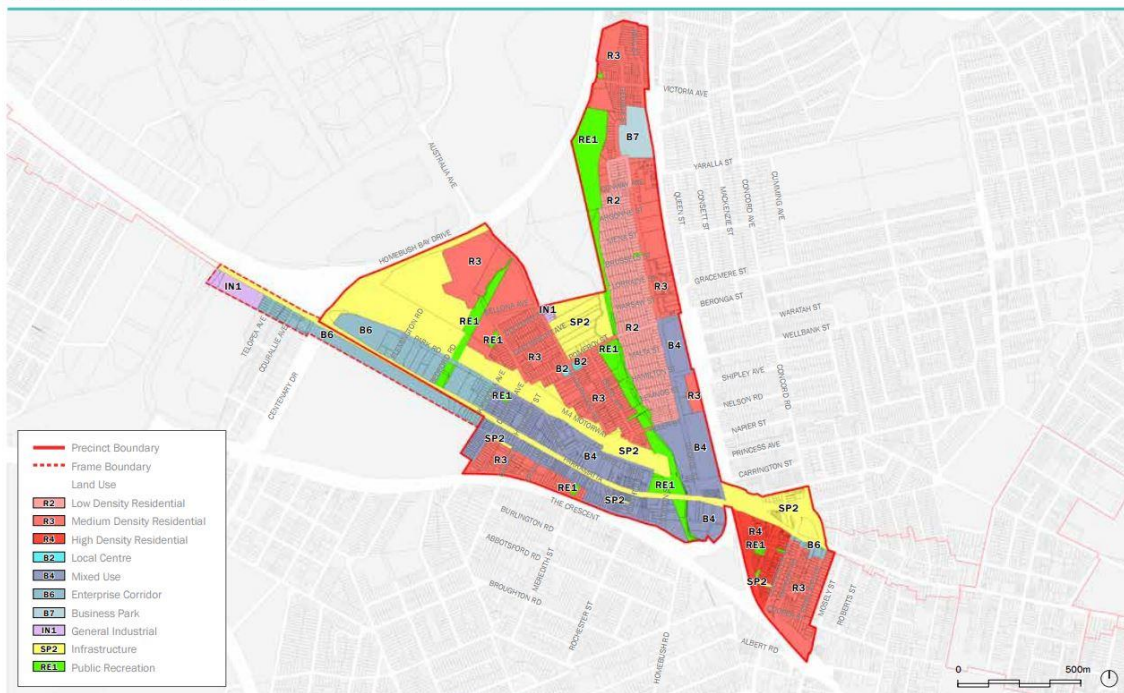 R3
VICTORIA AVE
RE1
B7
YARALLA ST
AUSTRALIA AVE
R2
QUEEN ST
CONSETT ST
MACKENZIE ST
CONCORD AVE
CUMMING AVE
HOMEBUSH BAY DRIVE
R3
GRACEMERE ST
R3
BERONGA ST
IN1
WARATAH ST
WELLBANK ST
IN1
RE1
SP2
R2
B6
B6
TELOPEA AVE
COURALLIE AVE
CENTENARY DR
RE1
R3
B2
B2
RE1
B4
SHIPLEY AVE
CONCORD RD
NELSON RD
R3
R3
NAPIER ST
PRINCESS AVE
CARRINGTON ST
RE1
M4 MOTORWAY
SP2
R3
B4
SP2
B4
RE1
SP2
RE1
SP2
THE CRESCENT
B4
R4
RE1
B6
SP2
R3
BURLINGTON RD
ABBOTSFORD RD
MEREDITH ST
BROUGHTON RD
ROCHESTER ST
HOMEBUSH RD
ALBERT RD
MOSELY ST
ROBERTS ST
Precinct Boundary
Frame Boundary
Land Use
R2 Low Density Residential
R3 Medium Density Residential
R4 High Density Residential
B2 Local Centre
B4 Mixed Use
B6 Enterprise Corridor
B7 Business Park
IN1 General Industrial
SP2 Infrastructure
RE1 Public Recreation
0 500m